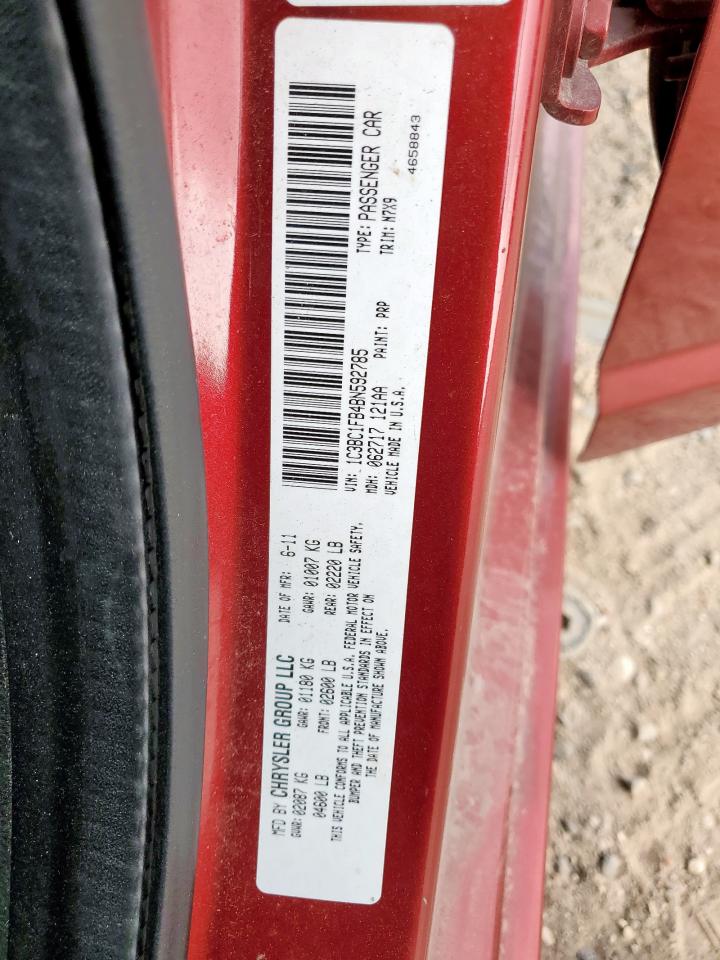 MFD BY CHRYSLER GROUP LLC
DATE OF MFR: 6-11
GVWR: 02087 KG
GAWR: 01180 KG
GAWR: 01007 KG
04600 LB
FRONT: 02600 LB
REAR: 02220 LB
THIS VEHICLE CONFORMS TO ALL APPLICABLE U.S.A. FEDERAL MOTOR VEHICLE SAFETY,
BUMPER AND THEFT PREVENTION STANDARDS IN EFFECT ON
THE DATE OF MANUFACTURE SHOWN ABOVE.
VIN: 1C3BC1FB4BN592785
TYPE: PASSENGER CAR
MDH: 062717 121AA
PAINT: PRP
TRIM: M7X9
VEHICLE MADE IN U.S.A.
4658843